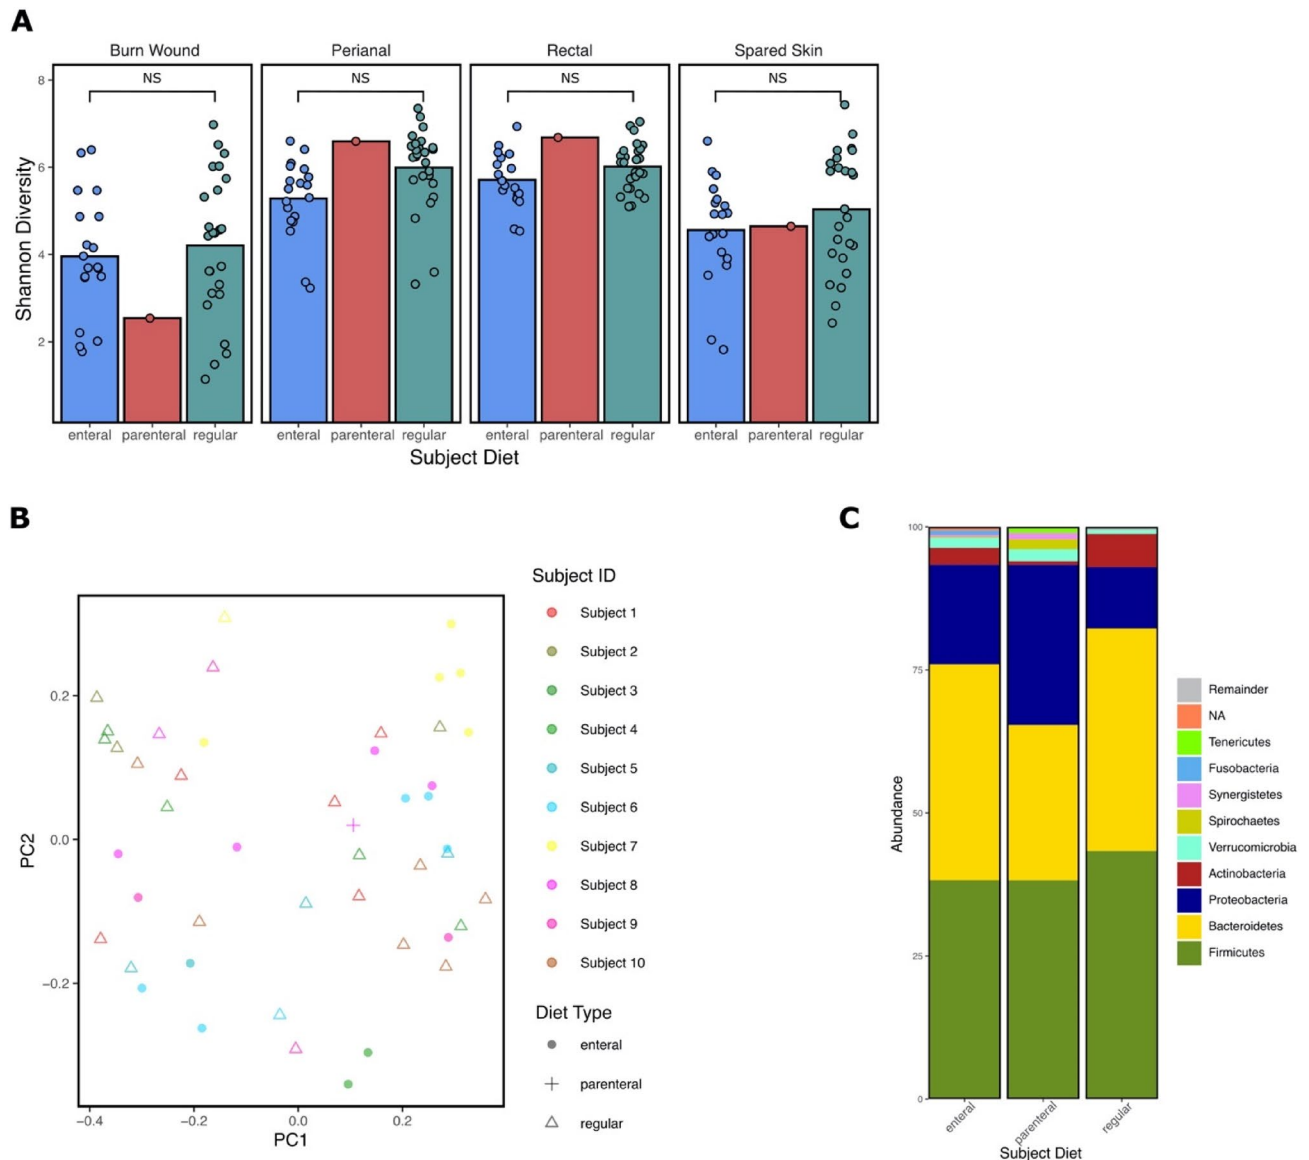 A
Burn Wound Perianal Rectal Spared Skin
NS NS NS NS
8
6
4
2
Shannon Diversity
enteral parenteral regular enteral parenteral regular enteral parenteral regular enteral parenteral regular
Subject Diet
B
0.2
0.0
−0.2
PC2
−0.4 −0.2 0.0 0.2
PC1
Subject ID
Subject 1
Subject 2
Subject 3
Subject 4
Subject 5
Subject 6
Subject 7
Subject 8
Subject 9
Subject 10
Diet Type
enteral
parenteral
regular
C
100
75
50
25
0
Abundance
enteral parenteral regular
Subject Diet
Remainder
NA
Tenericutes
Fusobacteria
Synergistetes
Spirochaetes
Verrucomicrobia
Actinobacteria
Proteobacteria
Bacteroidetes
Firmicutes